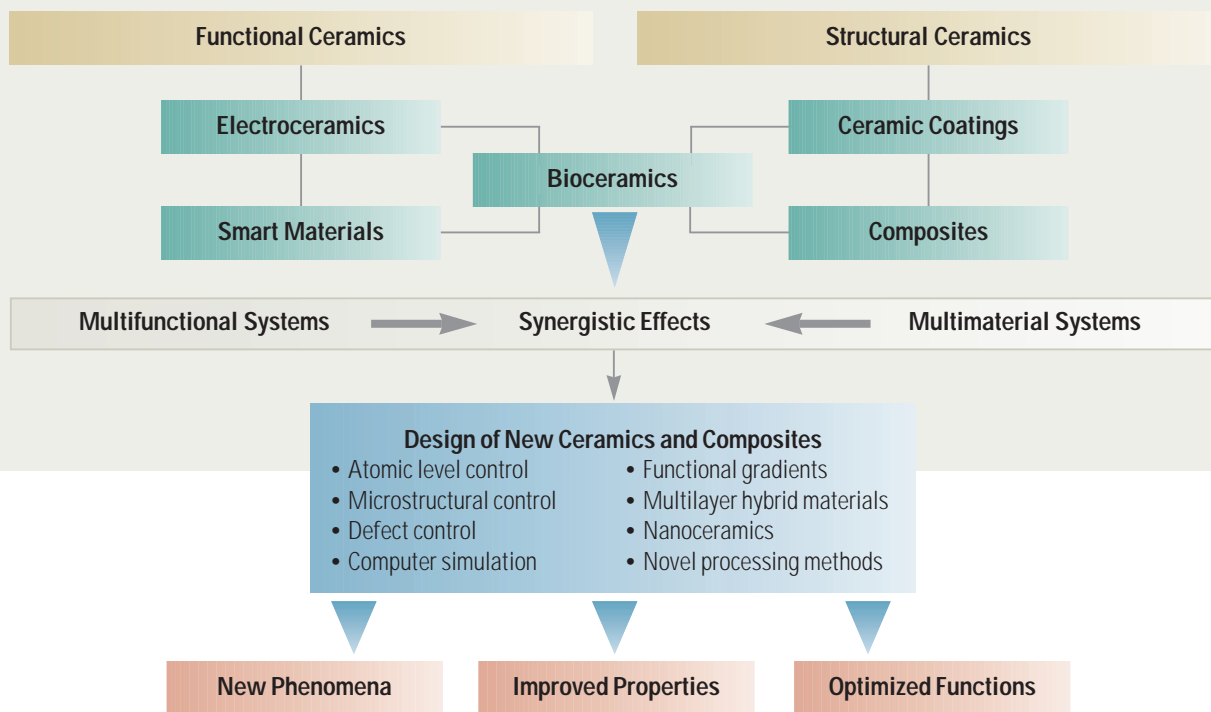 Functional Ceramics
Structural Ceramics
Electroceramics
Ceramic Coatings
Bioceramics
Smart Materials
Composites
Multifunctional Systems
Synergistic Effects
Multimaterial Systems
Design of New Ceramics and Composites
• Atomic level control
• Microstructural control
• Defect control
• Computer simulation
• Functional gradients
• Multilayer hybrid materials
• Nanoceramics
• Novel processing methods
New Phenomena
Improved Properties
Optimized Functions